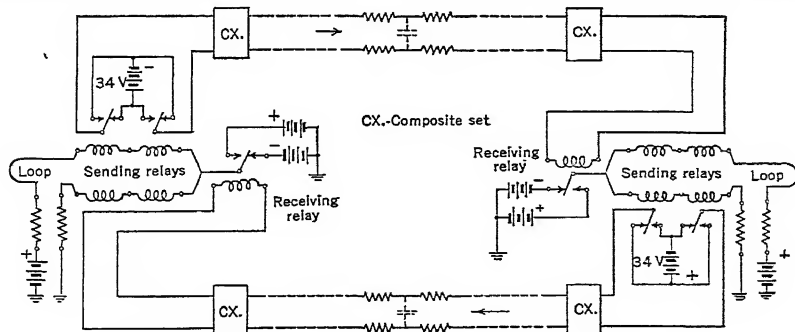 CX.
CX.
34 V
−
+
−
CX.-Composite set
Loop
Sending relays
Receiving relay
Receiving relay
Sending relays
Loop
−
+
+
34 V
+
+
CX.
CX.